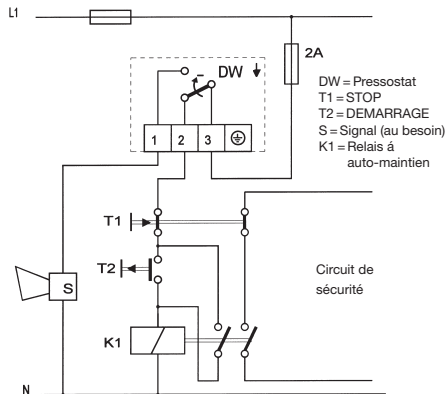 L1
2A
DW
DW = Pressostat
T1 = STOP
T2 = DEMARRAGE
S = Signal (au besoin)
K1 = Relais á
auto-maintien
1 2 3
T1
T2
Circuit de
sécurité
S
K1
N